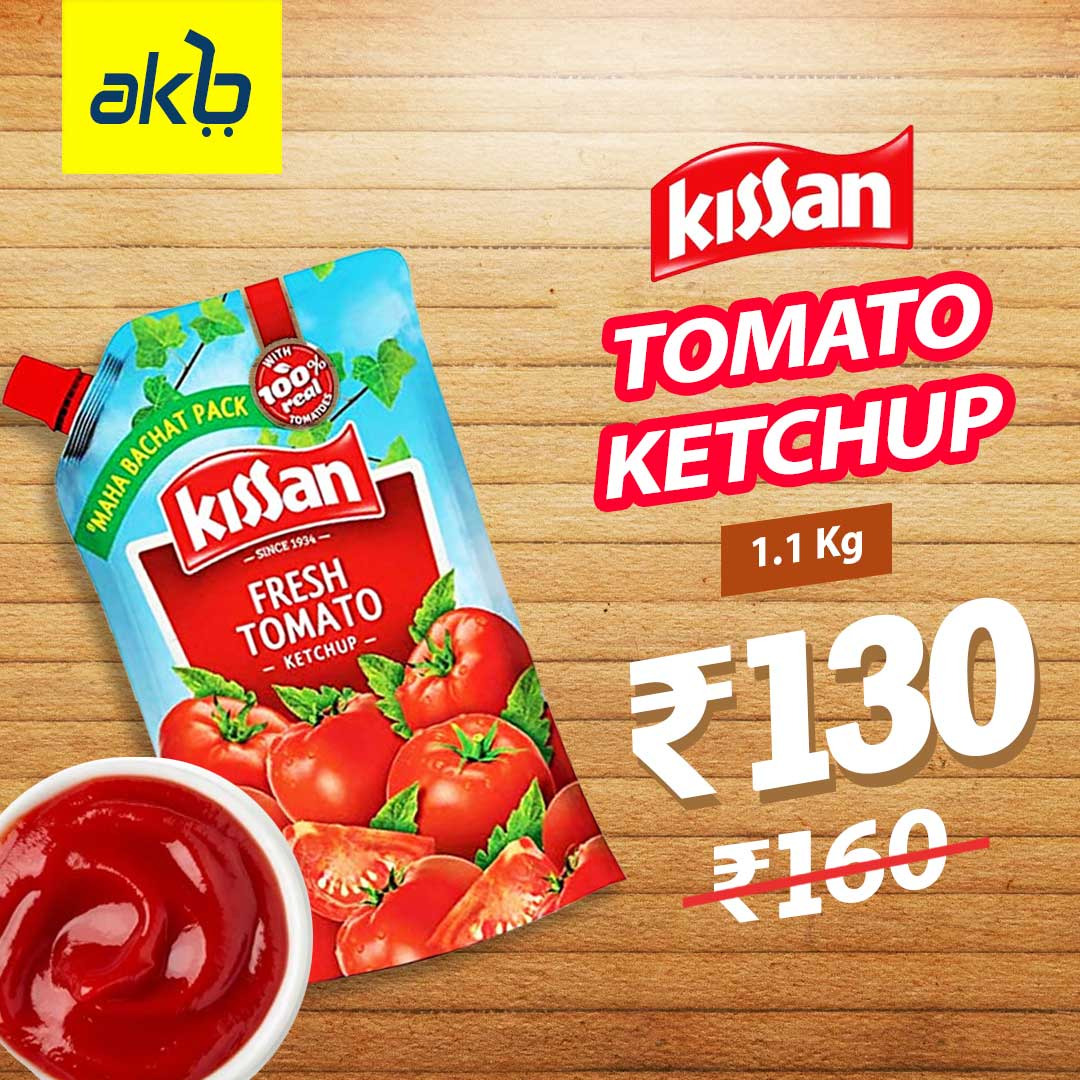 akb
kissan
TOMATO
KETCHUP
1.1 Kg
₹130
₹160
WITH
100%
real
TOMATOES
*MAHA BACHAT PACK
kissan
SINCE 1934
FRESH
TOMATO
KETCHUP